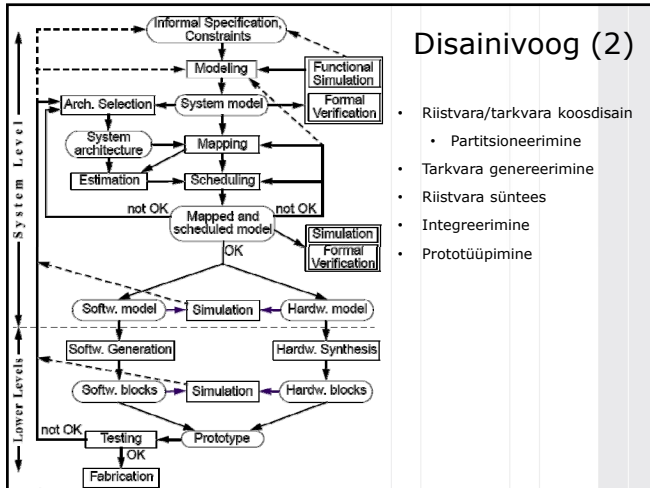 Disainivoog (2)
• Riistvara/tarkvara koosdisain
• Partitsioneerimine
• Tarkvara genereerimine
• Riistvara süntees
• Integreerimine
• Prototüüpimine
System Level
Lower Levels
Informal Specification,
Constraints
Modeling
Functional
Simulation
Formal
Verification
Arch. Selection
System model
System
architecture
Mapping
Estimation
Scheduling
not OK
not OK
Mapped and
scheduled model
OK
Simulation
Formal
Verification
Softw. model
Simulation
Hardw. model
Softw. Generation
Hardw. Synthesis
Softw. blocks
Simulation
Hardw. blocks
not OK
Testing
Prototype
OK
Fabrication